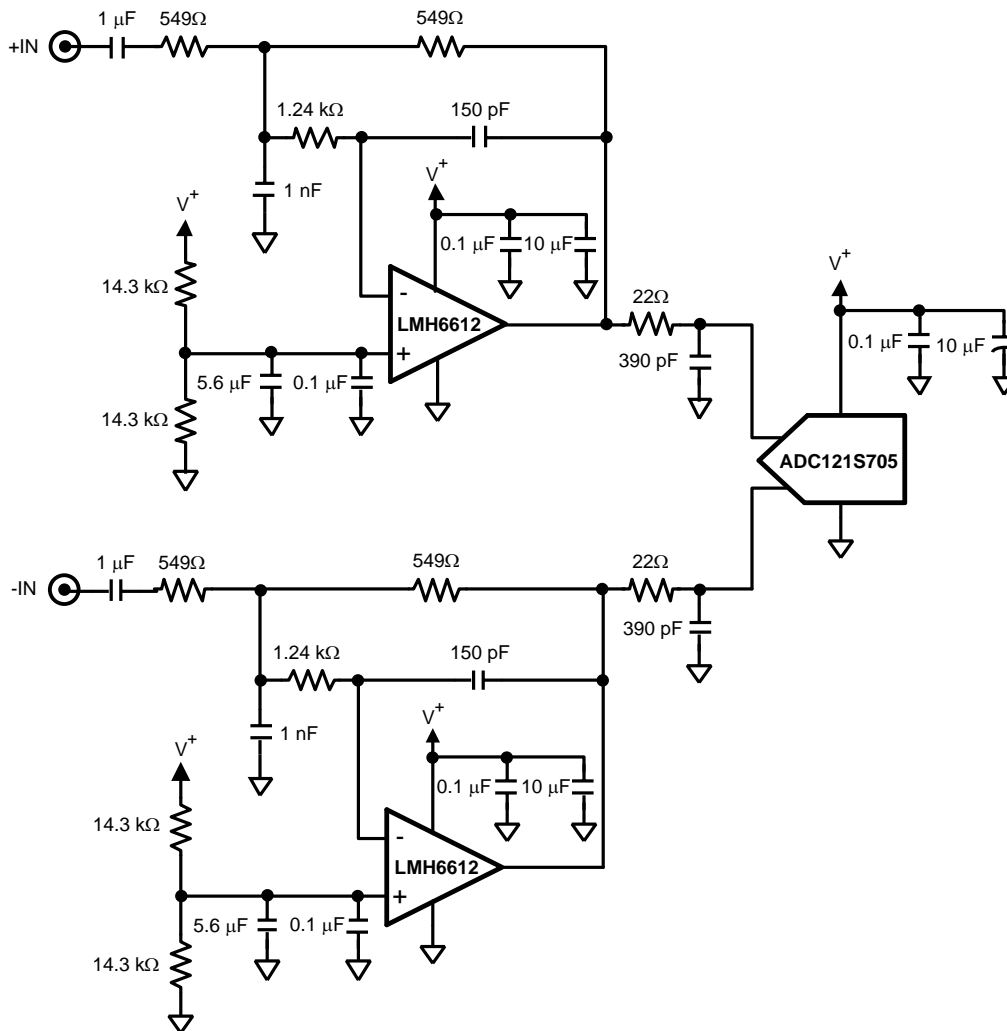 1 μF
549Ω
549Ω
+IN
1.24 kΩ
150 pF
1 nF
V+
V+
14.3 kΩ
0.1 μF
10 μF
-
LMH6612
+
22Ω
390 pF
5.6 μF
0.1 μF
14.3 kΩ
V+
0.1 μF
10 μF
ADC121S705
1 μF
549Ω
549Ω
22Ω
-IN
390 pF
1.24 kΩ
150 pF
1 nF
V+
V+
0.1 μF
10 μF
14.3 kΩ
-
LMH6612
+
5.6 μF
0.1 μF
14.3 kΩ